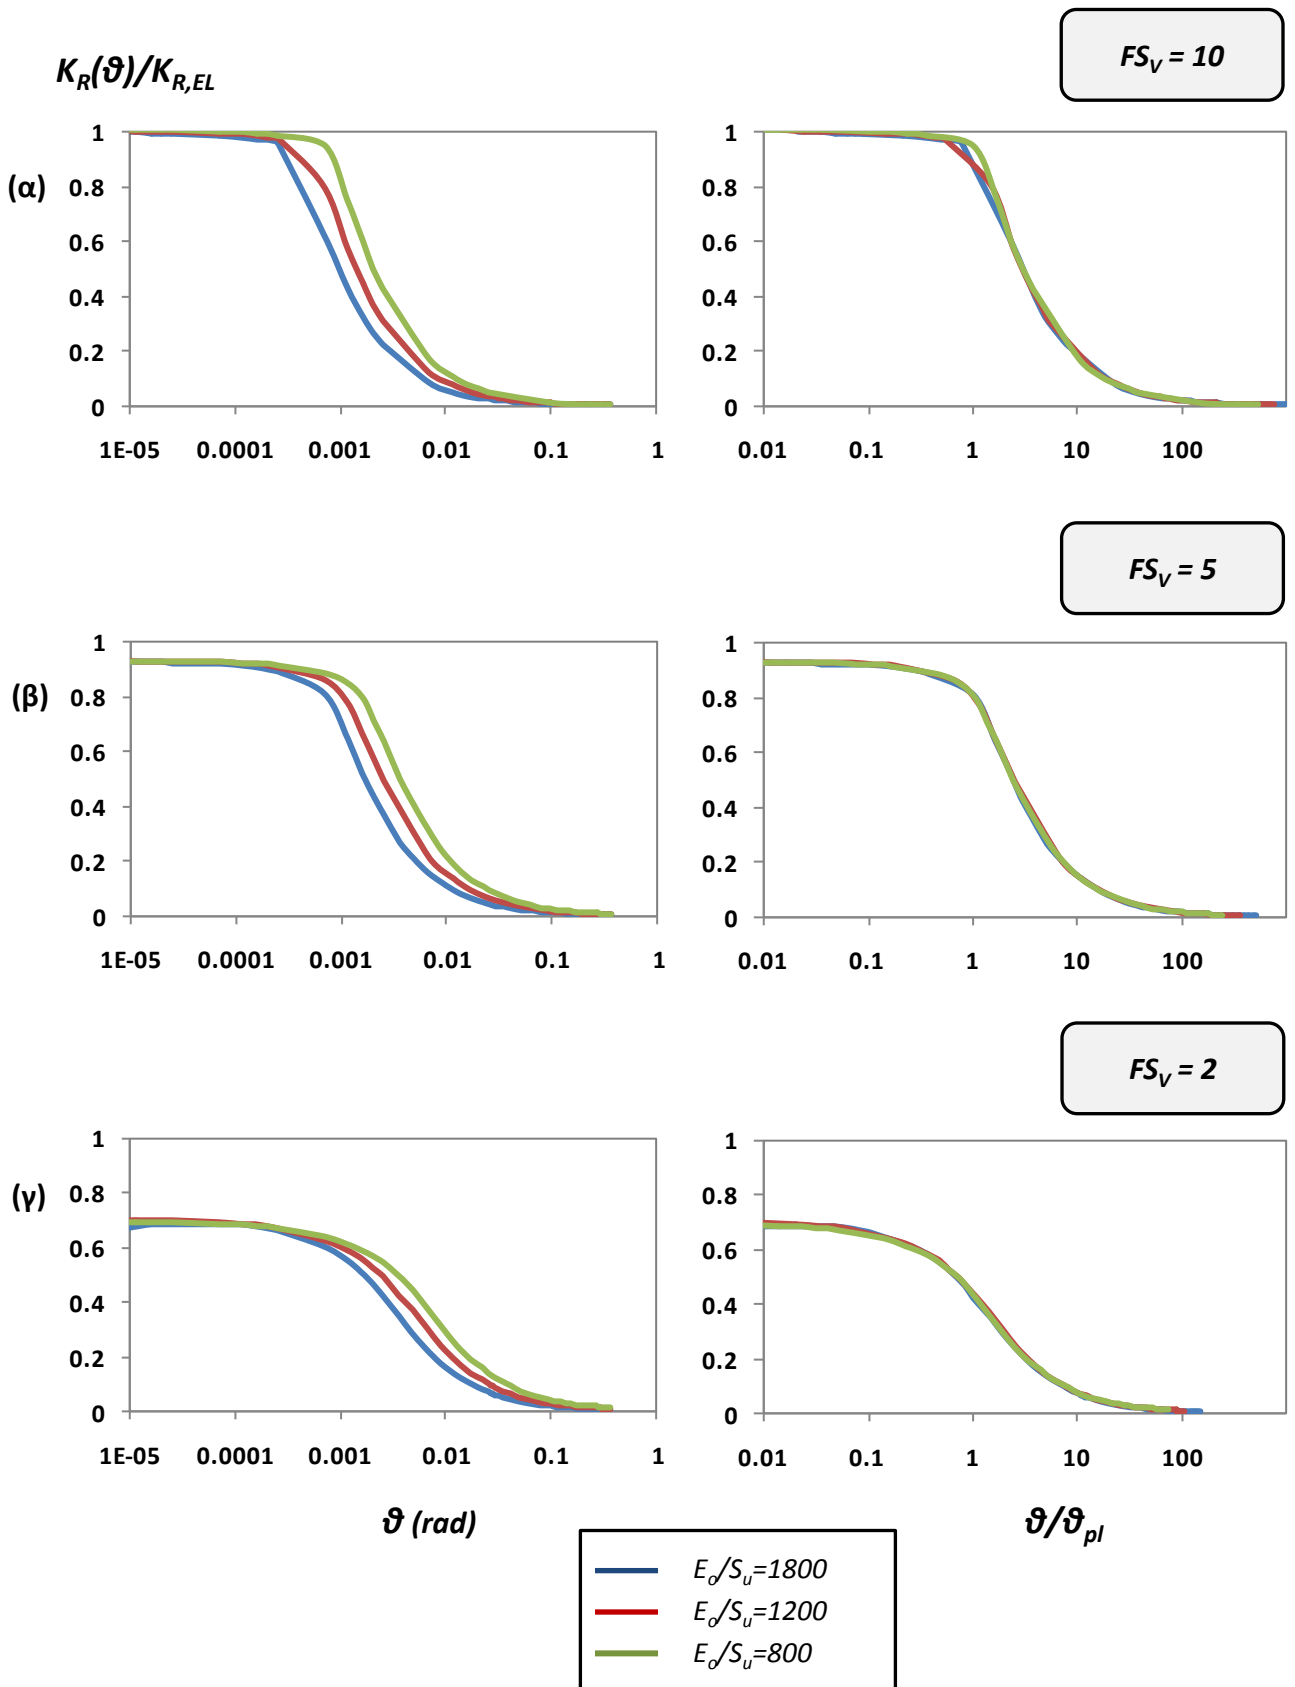 FS_V = 10
K_R(ϑ)/K_R,EL
(α)
1
0.8
0.6
0.4
0.2
0
1E-05 0.0001 0.001 0.01 0.1 1
1
0.8
0.6
0.4
0.2
0
0.01 0.1 1 10 100
FS_V = 5
(β)
1
0.8
0.6
0.4
0.2
0
1E-05 0.0001 0.001 0.01 0.1 1
1
0.8
0.6
0.4
0.2
0
0.01 0.1 1 10 100
FS_V = 2
(γ)
1
0.8
0.6
0.4
0.2
0
1E-05 0.0001 0.001 0.01 0.1 1
1
0.8
0.6
0.4
0.2
0
0.01 0.1 1 10 100
ϑ (rad)
ϑ/ϑ_pl
E_o/S_u=1800
E_o/S_u=1200
E_o/S_u=800